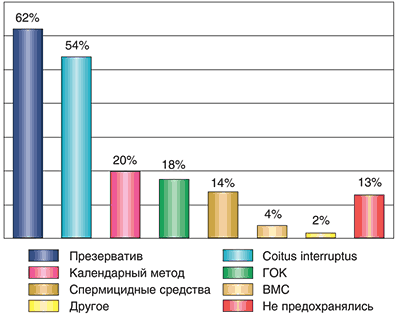 62%
54%
20%
18%
14%
4%
2%
13%
Презерватив
Coitus interruptus
Календарный метод
ГОК
Спермицидные средства
ВМС
Другое
Не предохранялись